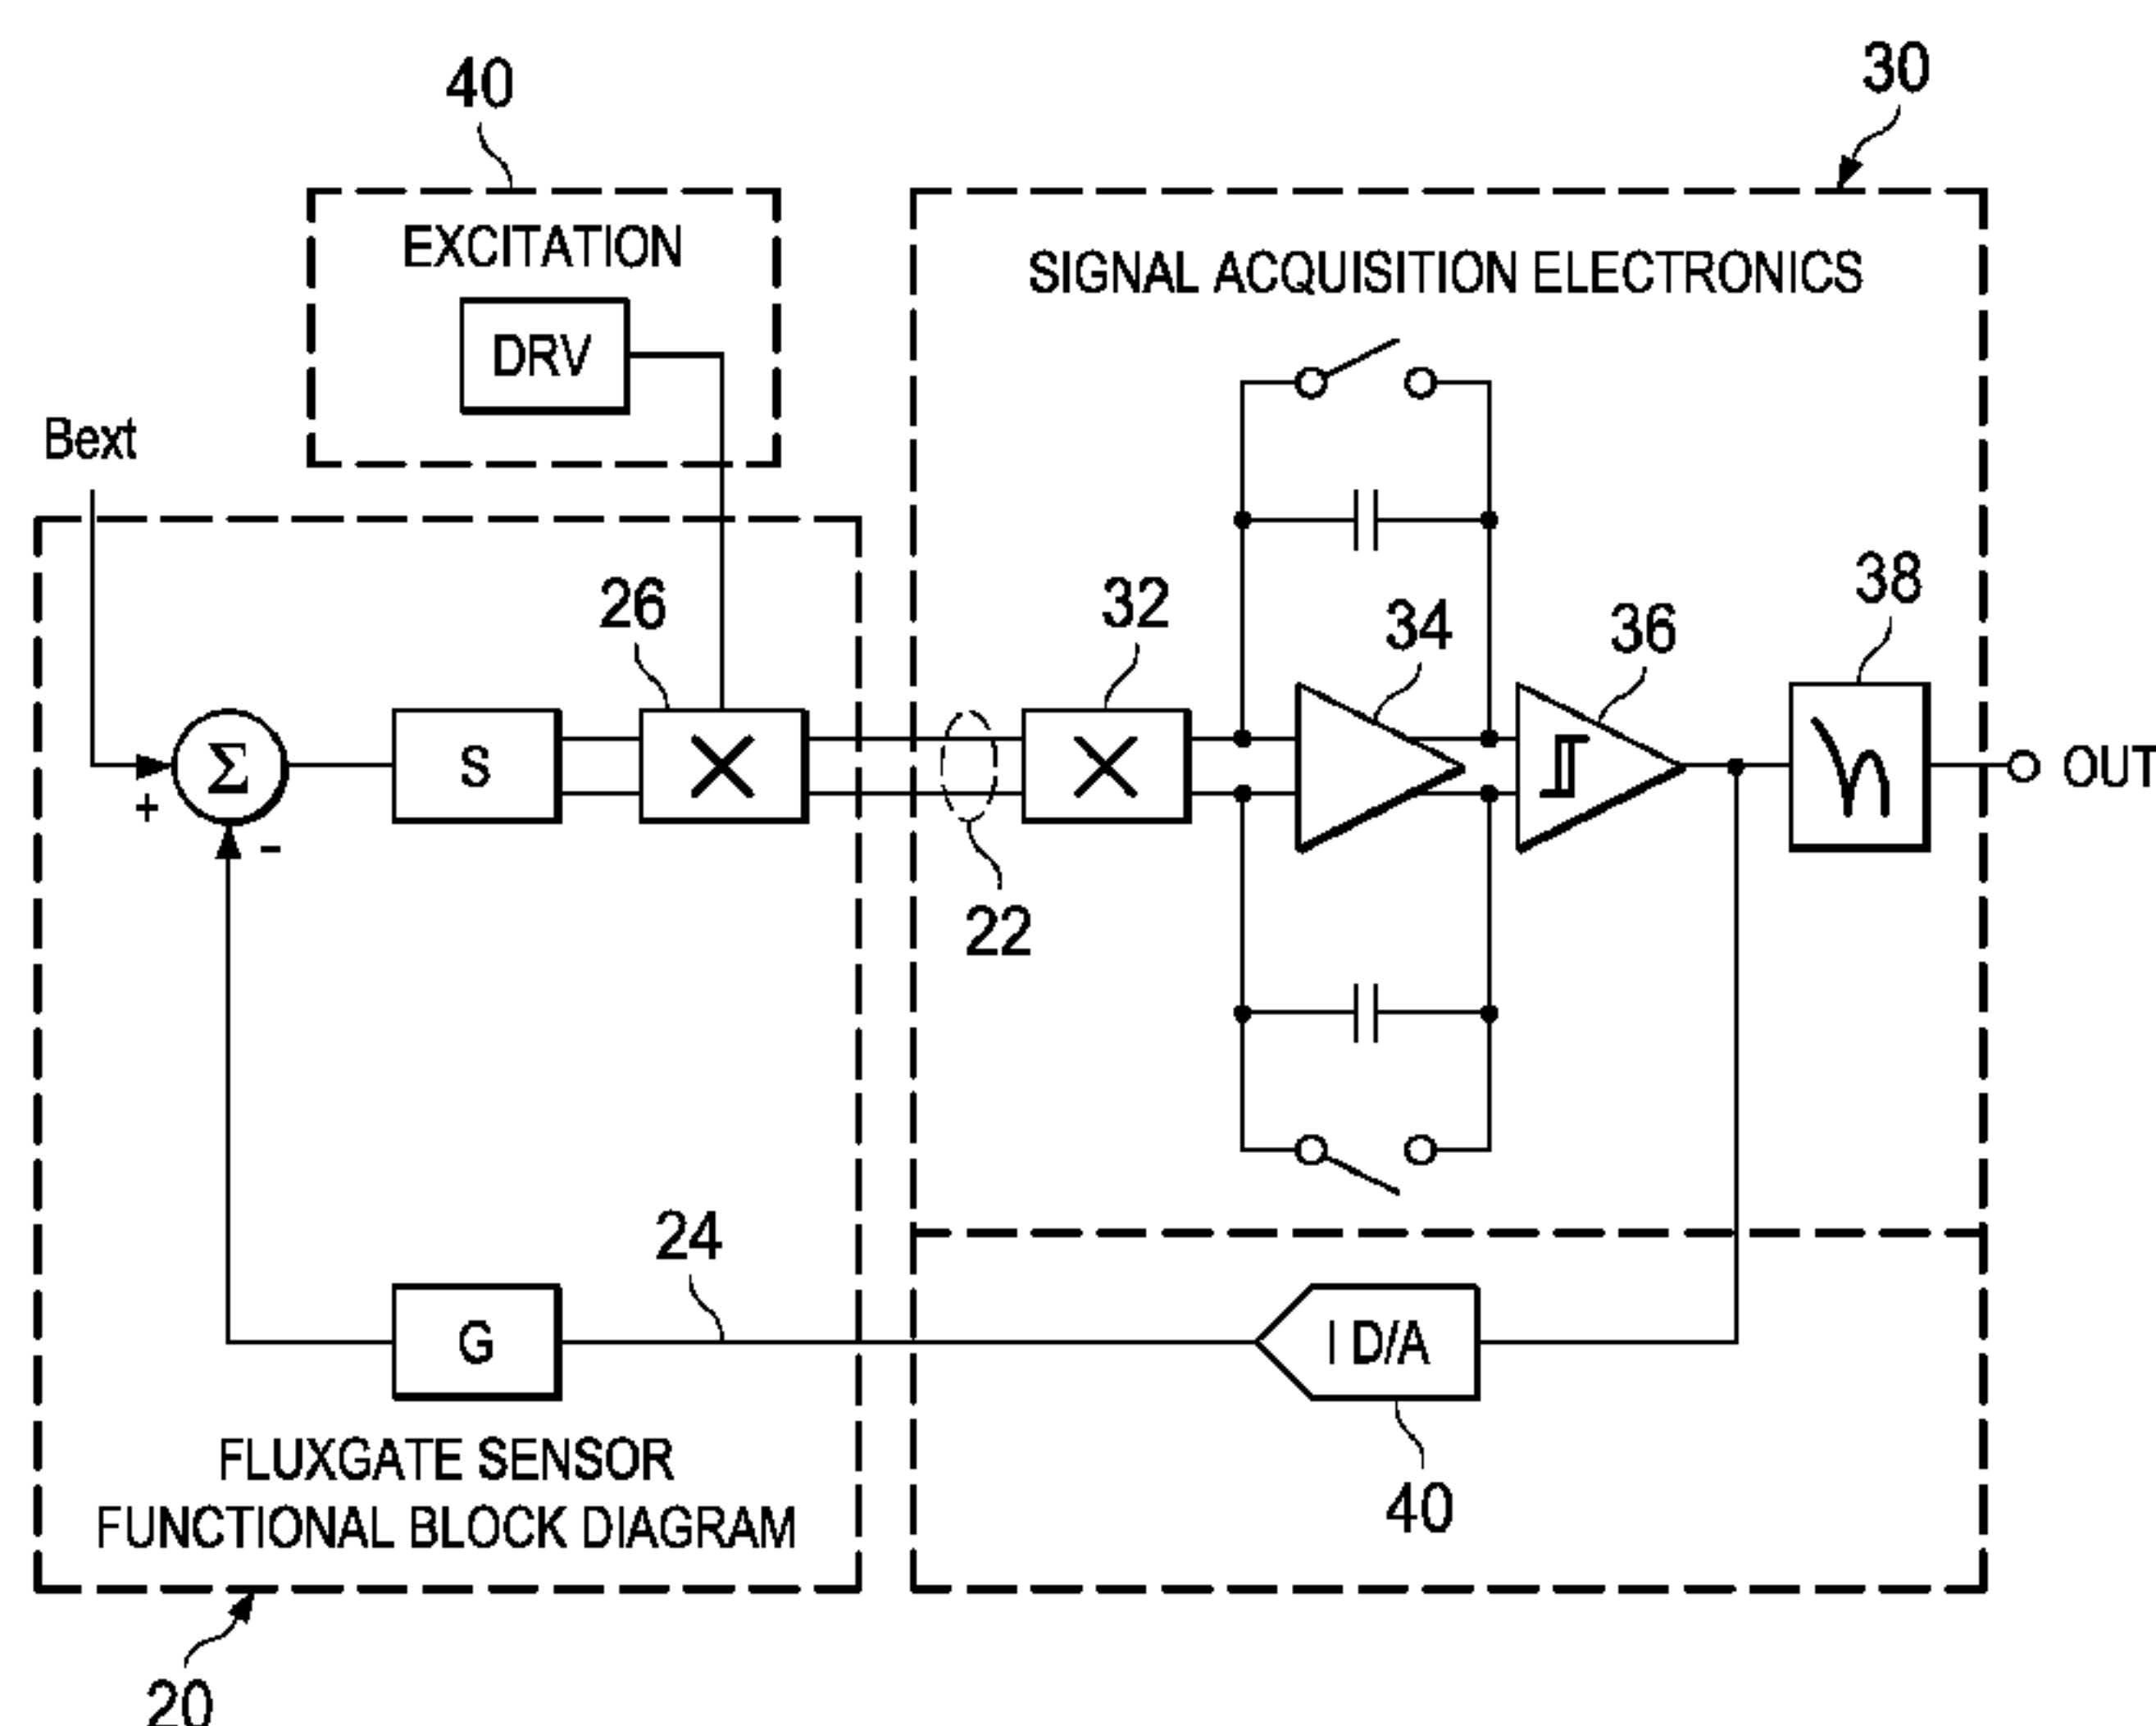 40
30
EXCITATION
SIGNAL ACQUISITION ELECTRONICS
DRV
Bext
26
32
34
36
38
Σ
S
OUT
+
-
22
24
G
I D/A
40
FLUXGATE SENSOR
FUNCTIONAL BLOCK DIAGRAM
20